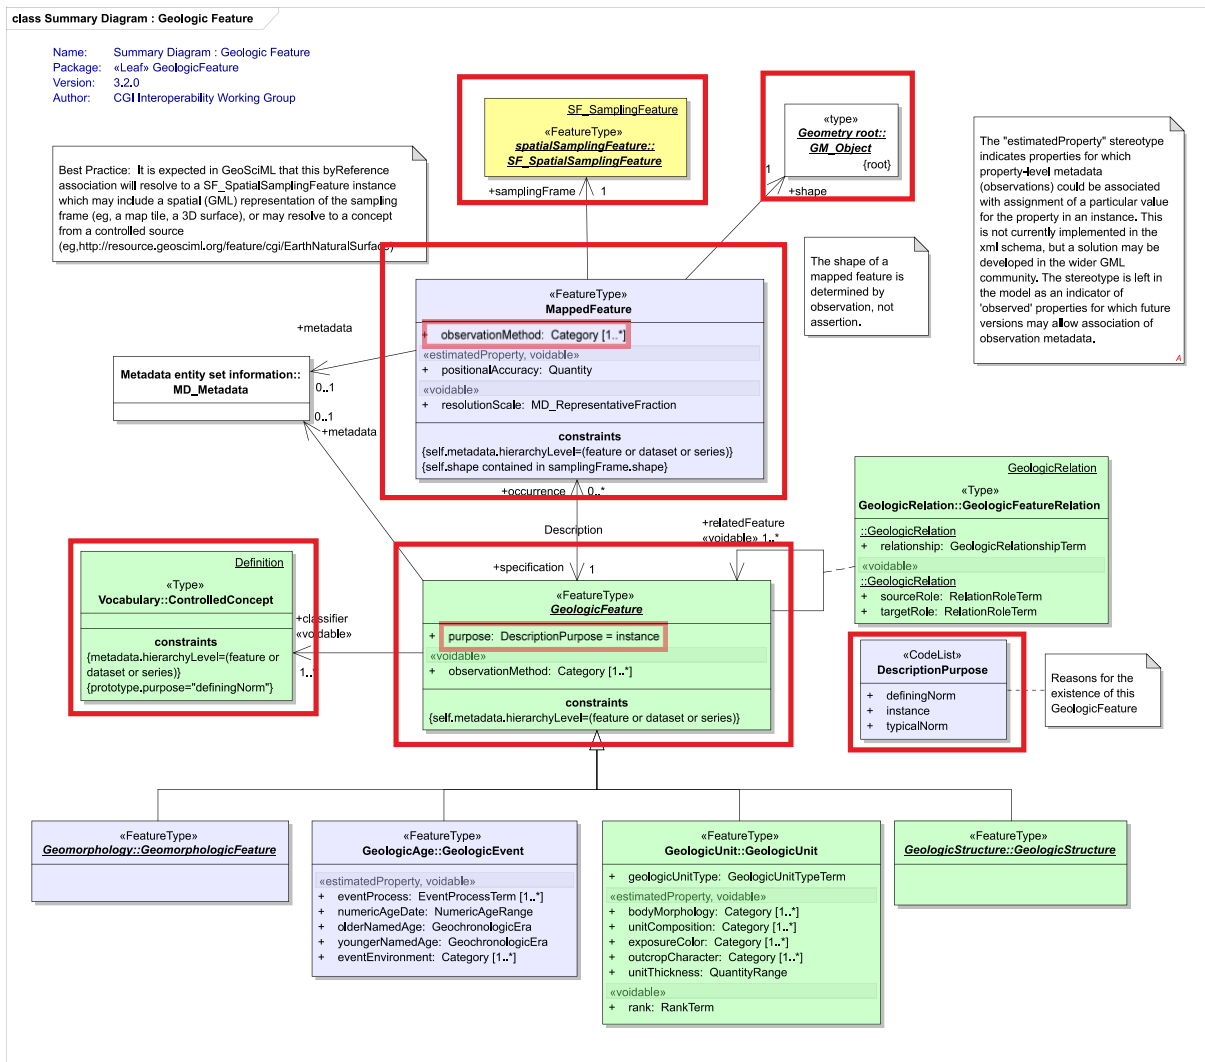 class Summary Diagram : Geologic Feature
Name: Summary Diagram : Geologic Feature
Package: «Leaf» GeologicFeature
Version: 3.2.0
Author: CGI Interoperability Working Group
Best Practice: It is expected in GeoSciML that this byReference
association will resolve to a SF_SpatialSamplingFeature instance
which may include a spatial (GML) representation of the sampling
frame (eg, a map tile, a 3D surface), or may resolve to a concept
from a controlled source
(eg,http://resource.geosciml.org/feature/cgi/EarthNaturalSurface)
SF_SamplingFeature
«FeatureType»
spatialSamplingFeature::
SF_SpatialSamplingFeature
+samplingFrame 1
«type»
Geometry root::
GM_Object
{root}
1
+shape
The "estimatedProperty" stereotype
indicates properties for which
property-level metadata
(observations) could be associated
with assignment of a particular value
for the property in an instance. This
is not currently implemented in the
xml schema, but a solution may be
developed in the wider GML
community. The stereotype is left in
the model as an indicator of
'observed' properties for which future
versions may allow association of
observation metadata.
A
The shape of a
mapped feature is
determined by
observation, not
assertion.
«FeatureType»
MappedFeature
+ observationMethod: Category [1..*]
«estimatedProperty, voidable»
+ positionalAccuracy: Quantity
«voidable»
+ resolutionScale: MD_RepresentativeFraction
constraints
{self.metadata.hierarchyLevel=(feature or dataset or series)}
{self.shape contained in samplingFrame.shape}
+metadata
0..1
Metadata entity set information::
MD_Metadata
0..1
+metadata
+occurrence 0..*
Description
+specification 1
+relatedFeature
«voidable» 1..*
GeologicRelation
«Type»
GeologicRelation::GeologicFeatureRelation
::GeologicRelation
+ relationship: GeologicRelationshipTerm
«voidable»
::GeologicRelation
+ sourceRole: RelationRoleTerm
+ targetRole: RelationRoleTerm
Definition
«Type»
Vocabulary::ControlledConcept
constraints
{metadata.hierarchyLevel=(feature or
dataset or series)}
{prototype.purpose="definingNorm"}
+classifier
«voidable»
1..*
«FeatureType»
GeologicFeature
+ purpose: DescriptionPurpose = instance
«voidable»
+ observationMethod: Category [1..*]
constraints
{self.metadata.hierarchyLevel=(feature or dataset or series)}
«CodeList»
DescriptionPurpose
+ definingNorm
+ instance
+ typicalNorm
Reasons for the
existence of this
GeologicFeature
«FeatureType»
Geomorphology::GeomorphologicFeature
«FeatureType»
GeologicAge::GeologicEvent
«estimatedProperty, voidable»
+ eventProcess: EventProcessTerm [1..*]
+ numericAgeDate: NumericAgeRange
+ olderNamedAge: GeochronologicEra
+ youngerNamedAge: GeochronologicEra
+ eventEnvironment: Category [1..*]
«FeatureType»
GeologicUnit::GeologicUnit
+ geologicUnitType: GeologicUnitTypeTerm
«estimatedProperty, voidable»
+ bodyMorphology: Category [1..*]
+ unitComposition: Category [1..*]
+ exposureColor: Category [1..*]
+ outcropCharacter: Category [1..*]
+ unitThickness: QuantityRange
«voidable»
+ rank: RankTerm
«FeatureType»
GeologicStructure::GeologicStructure